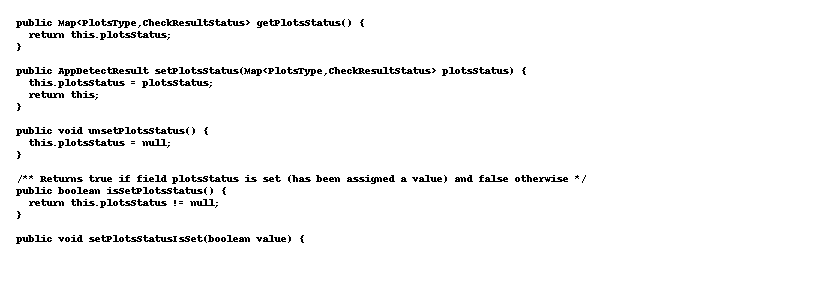 public Map<PlotsType,CheckResultStatus> getPlotsStatus() {
  return this.plotsStatus;
}

public AppDetectResult setPlotsStatus(Map<PlotsType,CheckResultStatus> plotsStatus) {
  this.plotsStatus = plotsStatus;
  return this;
}

public void unsetPlotsStatus() {
  this.plotsStatus = null;
}

/** Returns true if field plotsStatus is set (has been assigned a value) and false otherwise */
public boolean isSetPlotsStatus() {
  return this.plotsStatus != null;
}

public void setPlotsStatusIsSet(boolean value) {